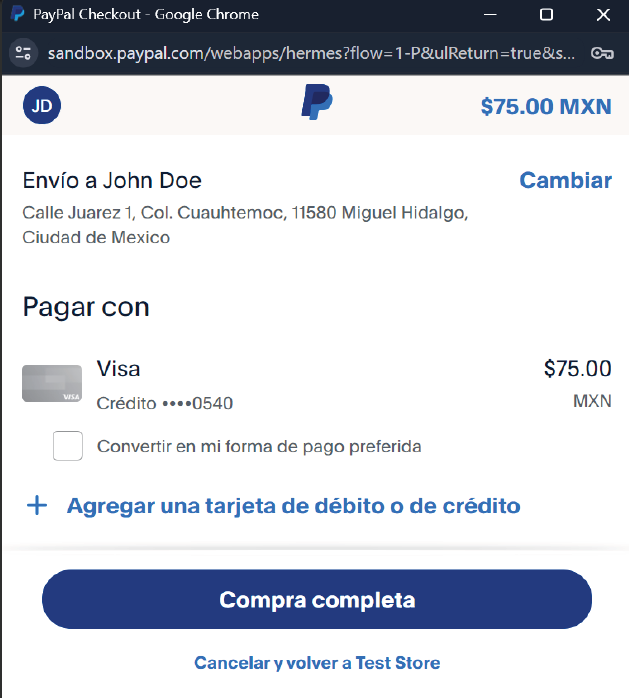 PayPal Checkout - Google Chrome
sandbox.paypal.com/webapps/hermes?flow=1-P&ulReturn=true&s...
JD
$75.00 MXN
Envío a John Doe
Cambiar
Calle Juarez 1, Col. Cuauhtemoc, 11580 Miguel Hidalgo,
Ciudad de Mexico
Pagar con
Visa
$75.00
VISA
Crédito ••••0540
MXN
Convertir en mi forma de pago preferida
+ Agregar una tarjeta de débito o de crédito
Compra completa
Cancelar y volver a Test Store